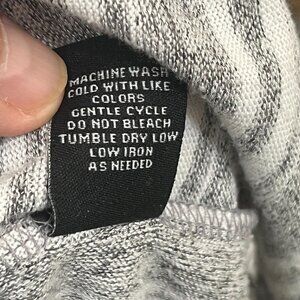 MACHINE WASH
COLD WITH LIKE
COLORS
GENTLE CYCLE
DO NOT BLEACH
TUMBLE DRY LOW
LOW IRON
AS NEEDED